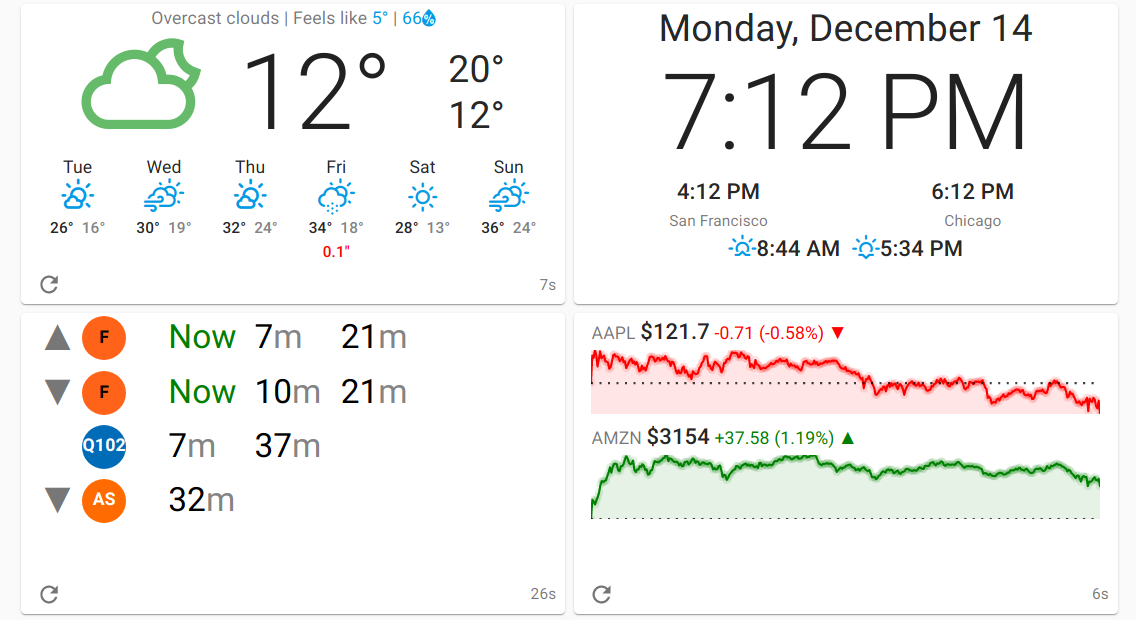 Overcast clouds | Feels like 5° | 66%
12°
20°
12°
Tue Wed Thu Fri Sat Sun
26° 16° 30° 19° 32° 24° 34° 18° 28° 13° 36° 24°
0.1"
7s
Monday, December 14
7:12 PM
4:12 PM 6:12 PM
San Francisco Chicago
8:44 AM 5:34 PM
F Now 7m 21m
F Now 10m 21m
Q102 7m 37m
AS 32m
26s
AAPL $121.7 -0.71 (-0.58%) ▼
AMZN $3154 +37.58 (1.19%) ▲
6s